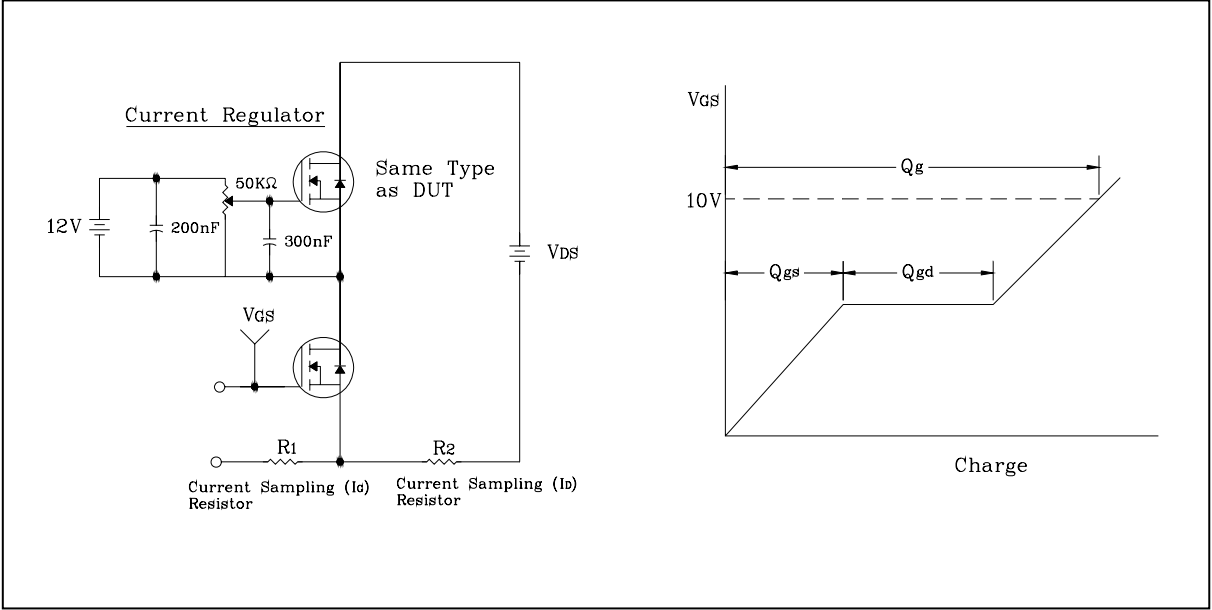 Current Regulator
Same Type
as DUT
50KΩ
12V
200nF
300nF
VDS
VGS
R1
R2
Current Sampling (IG)
Resistor
Current Sampling (ID)
Resistor
VGS
Qg
10V
Qgs
Qgd
Charge